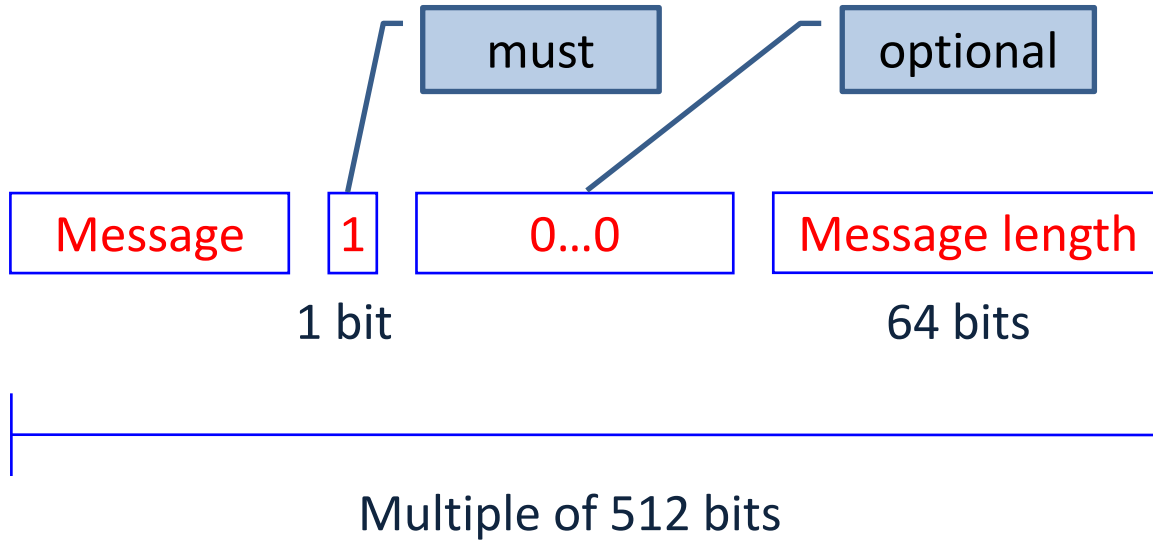 must
optional
Message
1
0…0
Message length
1 bit
64 bits
Multiple of 512 bits